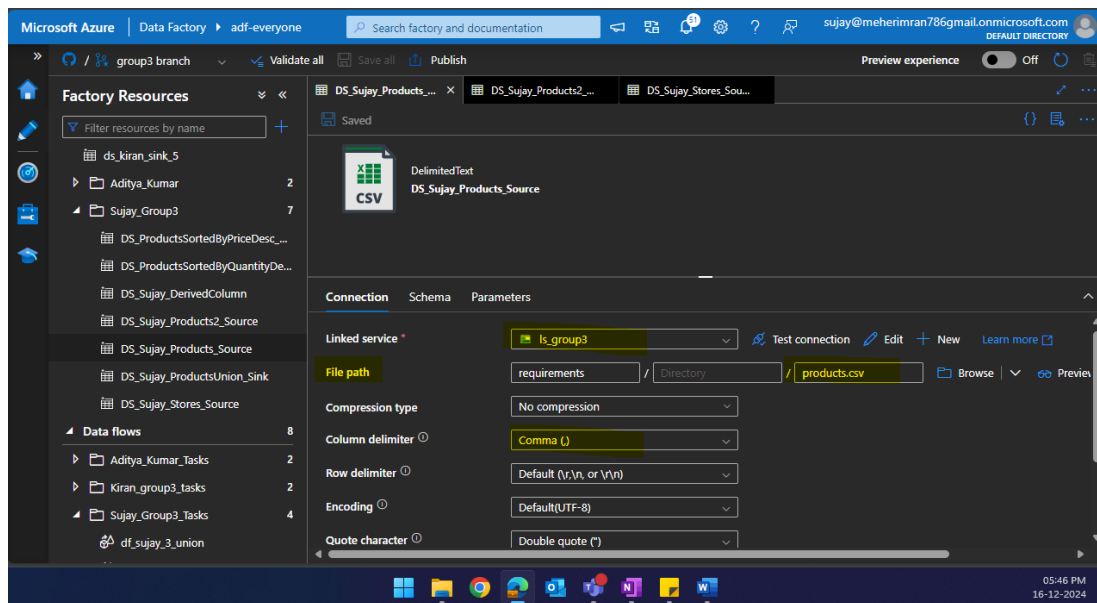 Microsoft Azure Data Factory adf-everyone Search factory and documentation 51 sujay@meherimran786gmail.onmicrosoft.com
DEFAULT DIRECTORY
/ group3 branch Validate all Save all Publish Preview experience Off
Factory Resources
Filter resources by name
ds_kiran_sink_5
Aditya_Kumar 2
Sujay_Group3 7
DS_ProductsSortedByPriceDesc_...
DS_ProductsSortedByQuantityDe...
DS_Sujay_DerivedColumn
DS_Sujay_Products2_Source
DS_Sujay_Products_Source
DS_Sujay_ProductsUnion_Sink
DS_Sujay_Stores_Source
Data flows 8
Aditya_Kumar_Tasks 2
Kiran_group3_tasks 2
Sujay_Group3_Tasks 4
df_sujay_3_union
DS_Sujay_Products_... DS_Sujay_Products2_... DS_Sujay_Stores_Sou...
Saved
CSV
DelimitedText
DS_Sujay_Products_Source
Connection Schema Parameters
Linked service * ls_group3 Test connection Edit New Learn more
File path requirements / Directory / products.csv Browse Preview
Compression type No compression
Column delimiter Comma (,)
Row delimiter Default (\r,\n, or \r\n)
Encoding Default(UTF-8)
Quote character Double quote (")
05:46 PM
16-12-2024